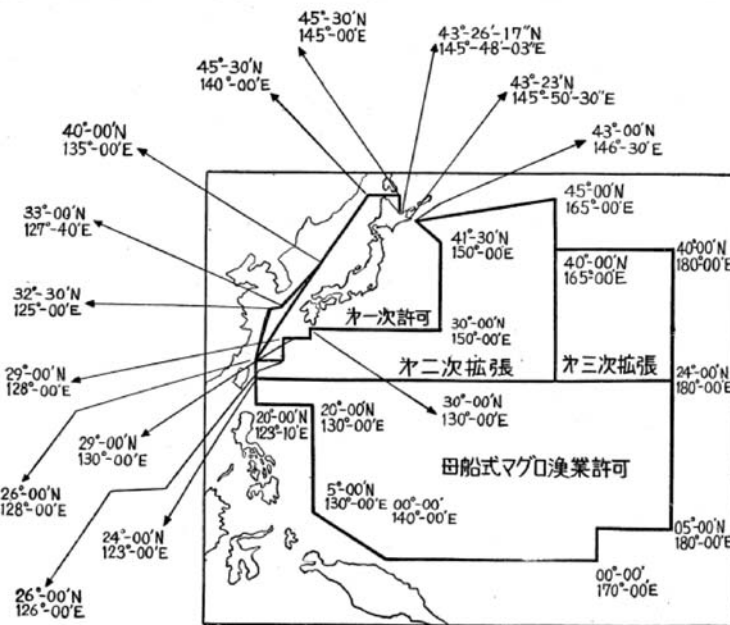 45°-30'N
145°-00'E
43°-26'-17"N
145°-48'-03"E
45°-30'N
140°-00'E
43°-23'N
145°-50'-30"E
40°-00'N
135°-00'E
43°-00'N
146°-30'E
33°-00'N
127°-40'E
45°-00'N
165°-00'E
41°-30'N
150°-00'E
40°00'N
180°-00'E
40°-00'N
165°-00'E
32°-30'N
125°-00'E
才一次許可
30°-00'N
150°-00'E
29°-00'N
128°-00'E
才二次拡張
才三次拡張
24°-00'N
180°-00'E
30°-00'N
130°-00'E
20°-00'N
123°-10'E
20°-00'N
130°-00'E
29°-00'N
130°-00'E
母船式マグロ漁業許可
26°-00'N
128°-00'E
5°-00'N
130°-00'E
00°-00'
140°-00'E
24°-00'N
123°-00'E
05°-00'N
180°-00'E
00°-00'
170°-00'E
26°-00'N
126°-00'E